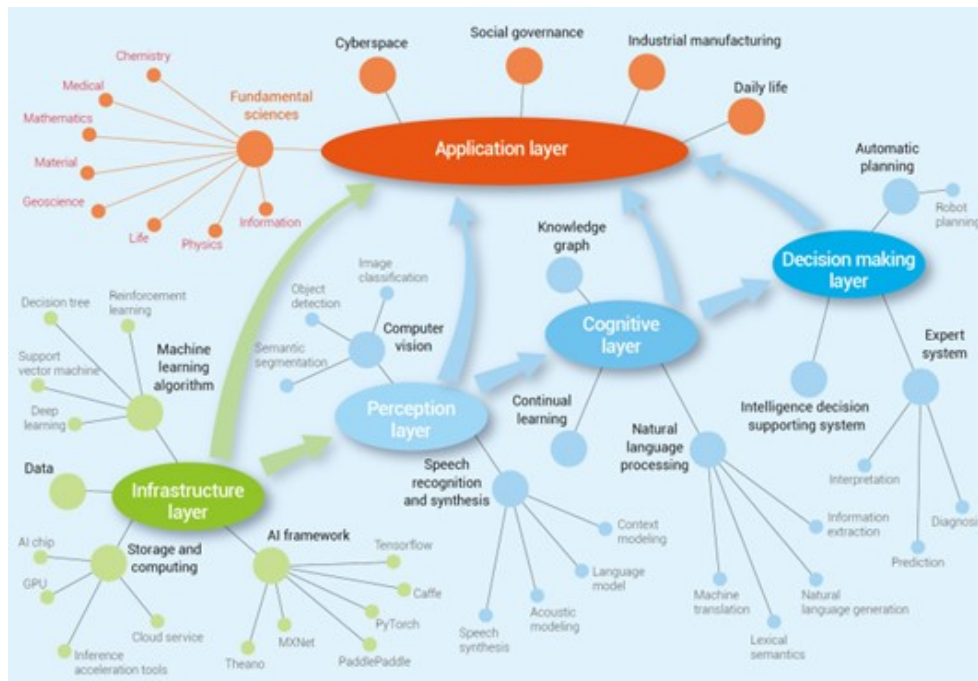 Cyberspace
Social governance
Industrial manufacturing
Daily life
Chemistry
Medical
Mathematics
Material
Geoscience
Life
Physics
Information
Fundamental
sciences
Application layer
Automatic
planning
Robot
planning
Decision making
layer
Knowledge
graph
Cognitive
layer
Expert
system
Intelligence decision
supporting system
Interpretation
Prediction
Diagnosis
Image
classification
Object
detection
Semantic
segmentation
Computer
vision
Perception
layer
Continual
learning
Natural
language
processing
Information
extraction
Natural
language generation
Lexical
semantics
Machine
translation
Speech
recognition
and synthesis
Context
modeling
Language
model
Acoustic
modeling
Speech
synthesis
Decision tree
Reinforcement
learning
Support
vector machine
Deep
learning
Machine
learning
algorithm
Data
Infrastructure
layer
Storage and
computing
AI chip
GPU
Inference
acceleration tools
Cloud service
AI framework
Tensorflow
Caffe
PyTorch
PaddlePaddle
MXNet
Theano